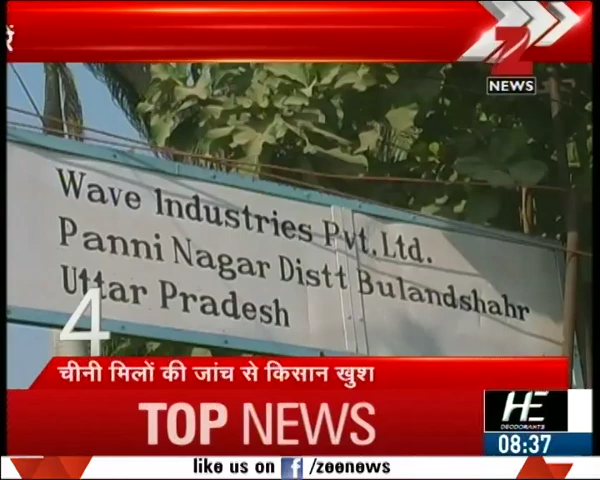 Z
NEWS
Wave Industries Pvt.Ltd.
Panni Nagar Distt Bulandshahr
Uttar Pradesh
4
चीनी मिलों की जांच से किसान खुश
TOP NEWS
HE
DEODORANTS
08:37
like us on f/zeenews